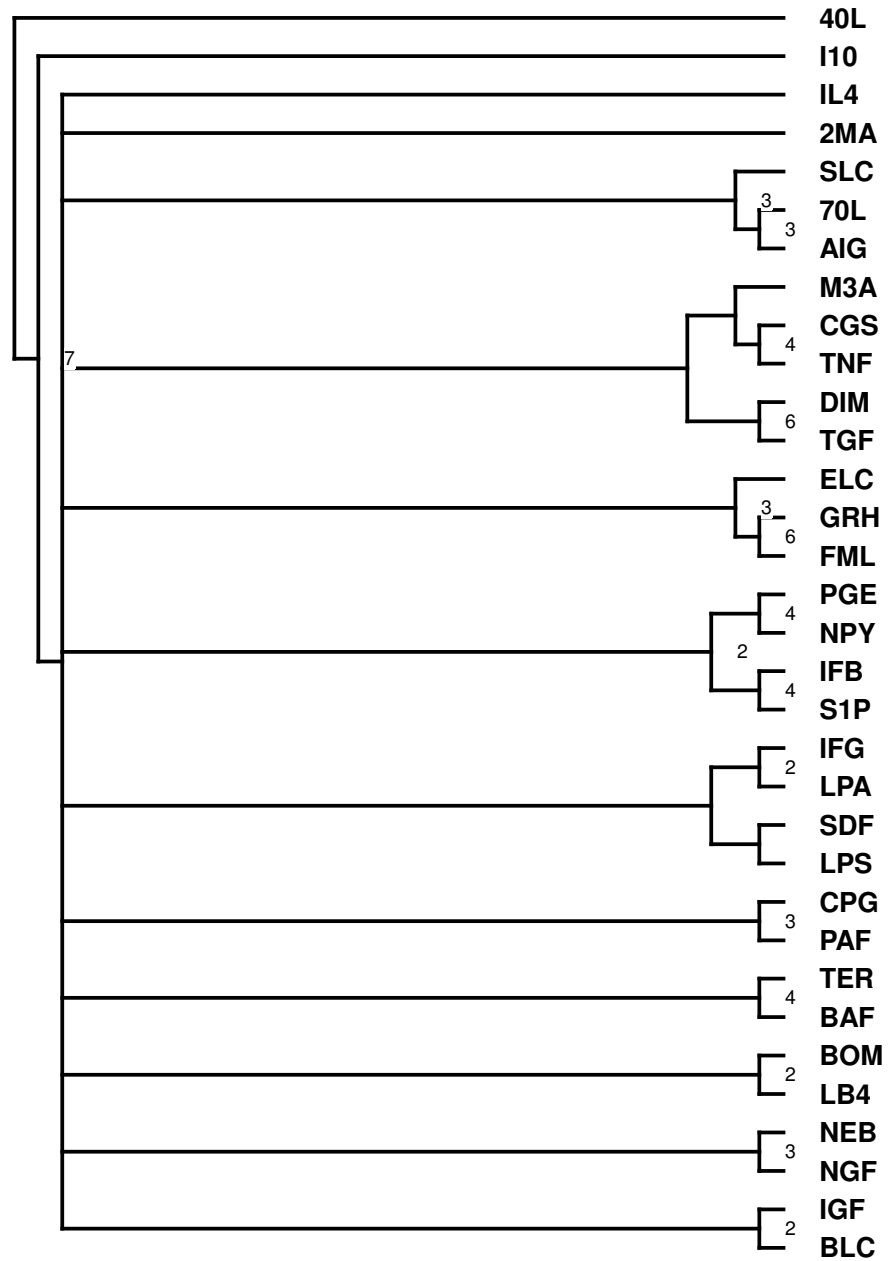 40L
I10
IL4
2MA
SLC
3
70L
3
AIG
M3A
CGS
4
7
TNF
DIM
6
TGF
ELC
3
GRH
6
FML
PGE
4
NPY
2
IFB
4
S1P
IFG
2
LPA
SDF
LPS
CPG
3
PAF
TER
4
BAF
BOM
2
LB4
NEB
3
NGF
IGF
2
BLC